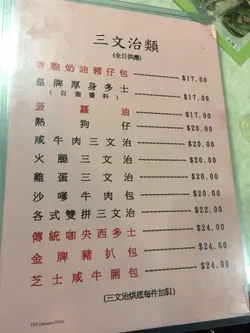 三文治類
(全日供應)
香脆奶油豬仔包 $17.00
皇牌厚身多士 $17.00
(自選醬料)
菠蘿油 $17.00
熱狗仔 $20.00
咸牛肉三文治 $20.00
火腿三文治 $20.00
雞蛋三文治 $20.00
沙嗲牛肉包 $20.00
各式雙拼三文治 $22.00
傳統咖央西多士 $24.00
金牌豬扒包 $24.00
芝士咸牛脷包 $24.00
(三文治烘底每件加$1)